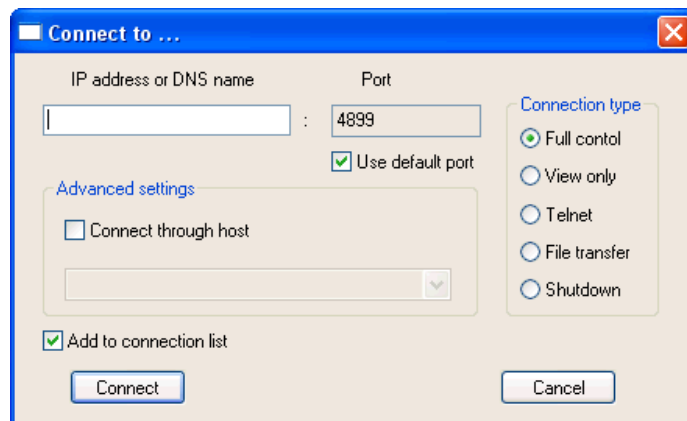 Connect to ...
IP address or DNS name
Port
:
4899
Use default port
Connection type
Full contol
View only
Telnet
File transfer
Shutdown
Advanced settings
Connect through host
Add to connection list
Connect
Cancel